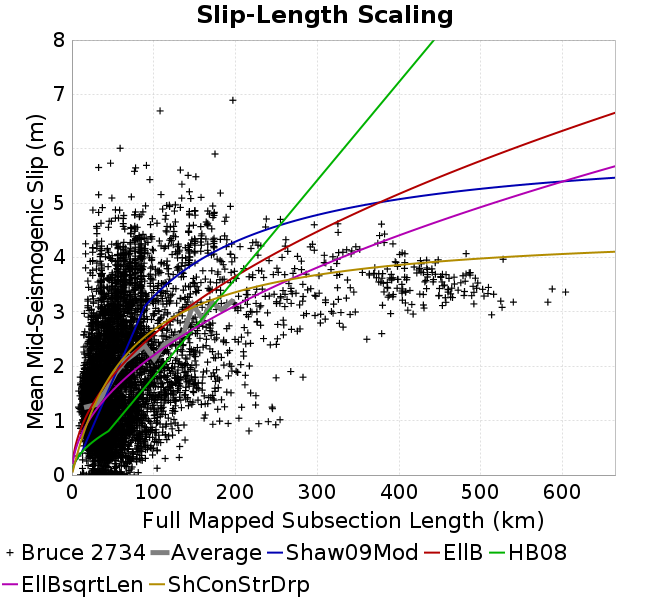 Slip-Length Scaling
Mean Mid-Seismogenic Slip (m)
8
7
6
5
4
3
2
1
0
0 100 200 300 400 500 600
Full Mapped Subsection Length (km)
Bruce 2734 Average Shaw09Mod EllB HB08
EllBsqrtLen ShConStrDrp